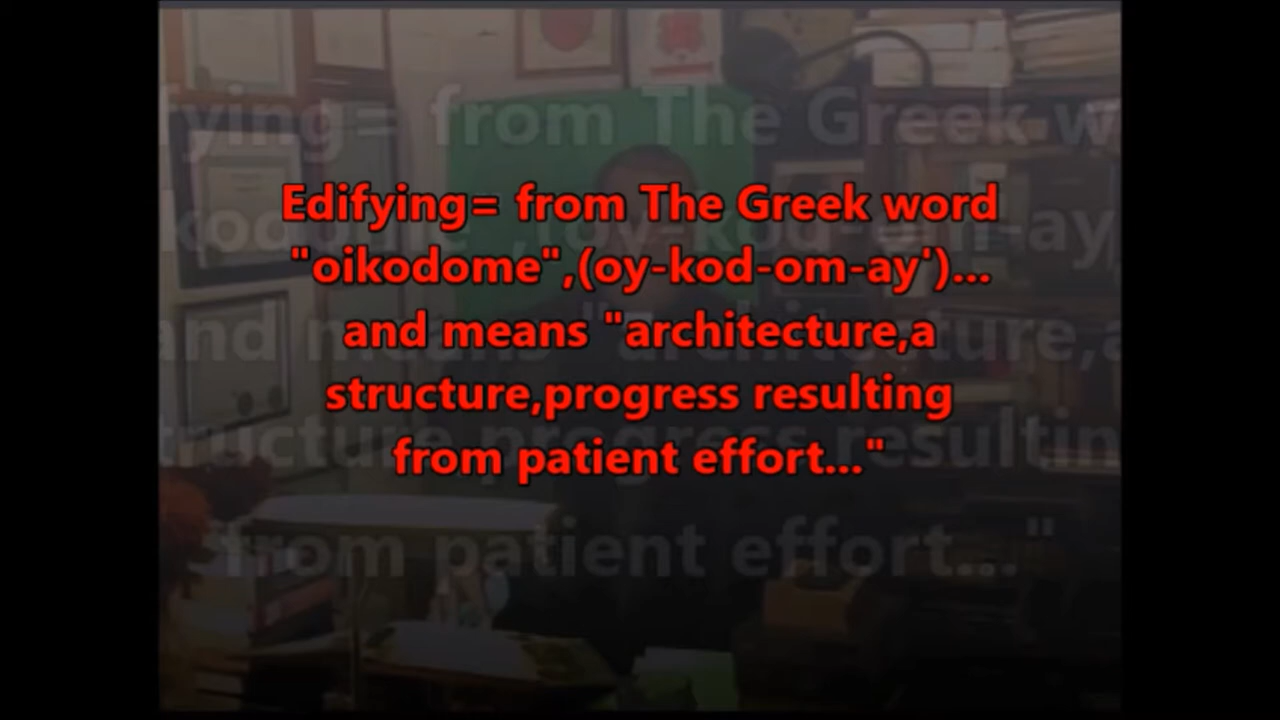 Edifying= from The Greek word
"oikodome",(oy-kod-om-ay')...
and means "architecture,a
structure,progress resulting
from patient effort..."